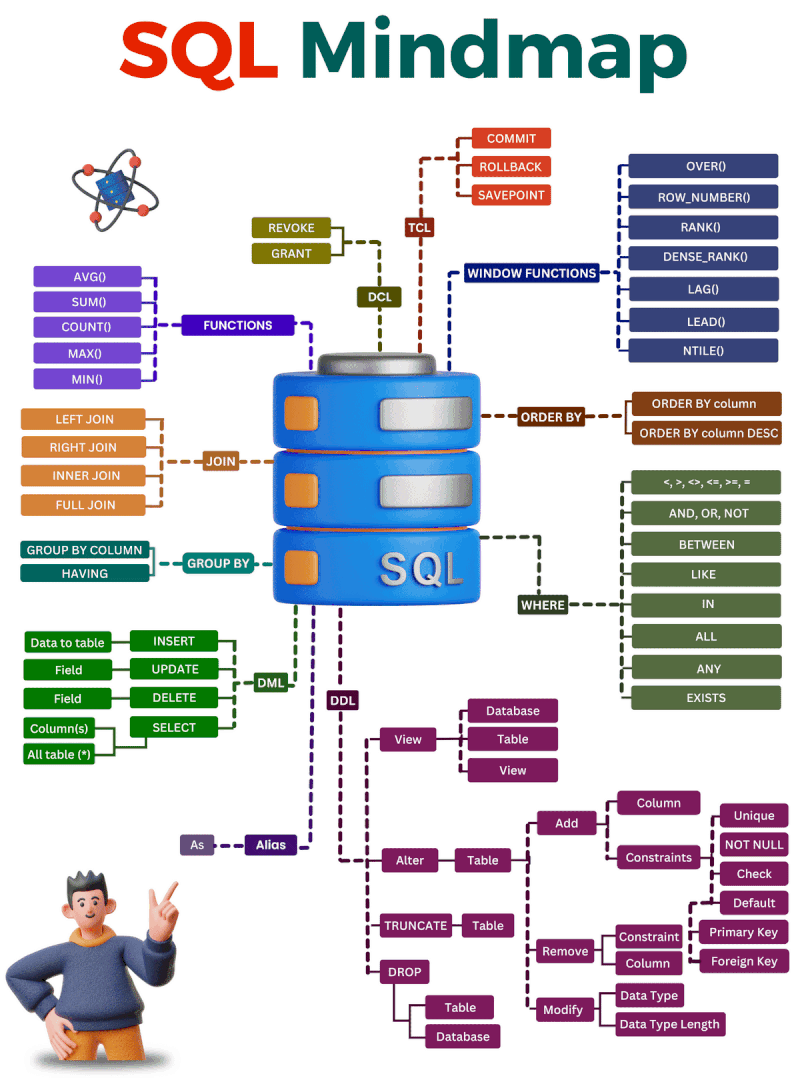 SQL Mindmap
COMMIT
ROLLBACK
SAVEPOINT
TCL
REVOKE
GRANT
DCL
WINDOW FUNCTIONS
OVER()
ROW_NUMBER()
RANK()
DENSE_RANK()
LAG()
LEAD()
NTILE()
AVG()
SUM()
COUNT()
MAX()
MIN()
FUNCTIONS
ORDER BY
ORDER BY column
ORDER BY column DESC
LEFT JOIN
RIGHT JOIN
INNER JOIN
FULL JOIN
JOIN
GROUP BY COLUMN
HAVING
GROUP BY
SQL
WHERE
<, >, <>, <=, >=, =
AND, OR, NOT
BETWEEN
LIKE
IN
ALL
ANY
EXISTS
Data to table
INSERT
Field
UPDATE
Field
DELETE
Column(s)
SELECT
All table (*)
DML
DDL
View
Database
Table
View
As
Alias
Alter
Table
Add
Column
Constraints
Unique
NOT NULL
Check
Default
Primary Key
Foreign Key
TRUNCATE
Table
Remove
Constraint
Column
DROP
Table
Database
Modify
Data Type
Data Type Length